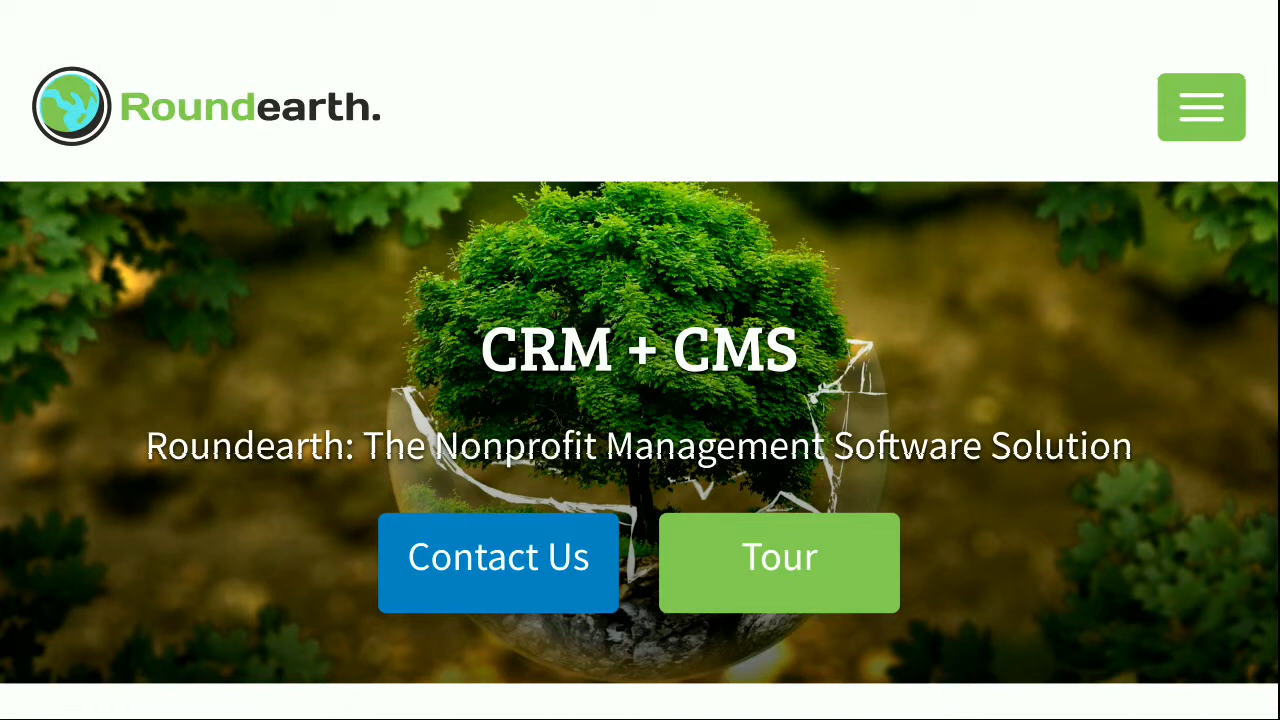 Roundearth.
CRM + CMS
Roundearth: The Nonprofit Management Software Solution
Contact Us
Tour